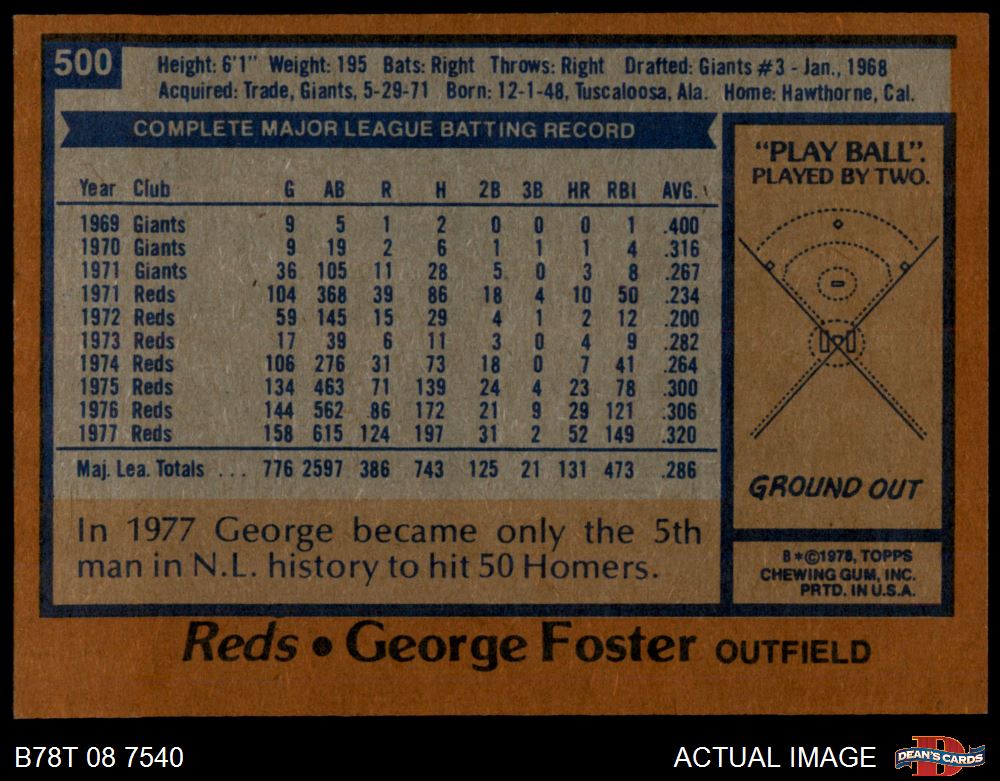 500
Height: 6'1" Weight: 195 Bats: Right Throws: Right Drafted: Giants #3 - Jan., 1968
Acquired: Trade, Giants, 5-29-71 Born: 12-1-48, Tuscaloosa, Ala. Home: Hawthorne, Cal.
COMPLETE MAJOR LEAGUE BATTING RECORD
Year Club G AB R H 2B 3B HR RBI AVG.
1969 Giants 9 5 1 2 0 0 0 1 .400
1970 Giants 9 19 2 6 1 1 1 4 .316
1971 Giants 36 105 11 28 5 0 3 8 .267
1971 Reds 104 368 39 86 18 4 10 50 .234
1972 Reds 59 145 15 29 4 1 2 12 .200
1973 Reds 17 39 6 11 3 0 4 9 .282
1974 Reds 106 276 31 73 18 0 7 41 .264
1975 Reds 134 463 71 139 24 4 23 78 .300
1976 Reds 144 562 86 172 21 9 29 121 .306
1977 Reds 158 615 124 197 31 2 52 149 .320
Maj. Lea. Totals ... 776 2597 386 743 125 21 131 473 .286
In 1977 George became only the 5th
man in N.L. history to hit 50 Homers.
"PLAY BALL".
PLAYED BY TWO.
GROUND OUT
B*©1978, TOPPS
CHEWING GUM, INC.
PRTD. IN U.S.A.
Reds • George Foster OUTFIELD
B78T 08 7540
ACTUAL IMAGE
D
DEAN'S CARDS